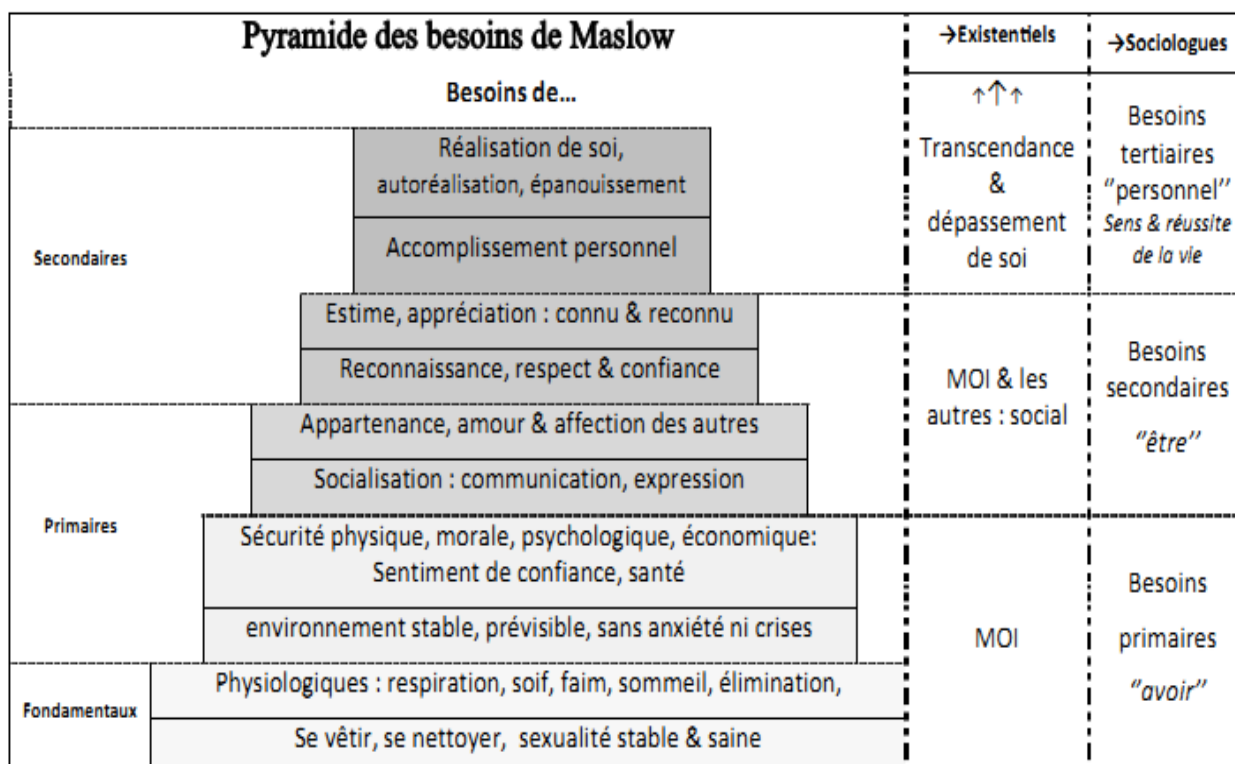 Pyramide des besoins de Maslow
→Existentiels
→Sociologues
Besoins de...
↑↑↑
Réalisation de soi,
autoréalisation, épanouissement
Accomplissement personnel
Secondaires
Transcendance
&
dépassement
de soi
Besoins
tertiaires
"personnel"
Sens & réussite
de la vie
Estime, appréciation : connu & reconnu
Reconnaissance, respect & confiance
Appartenance, amour & affection des autres
Socialisation : communication, expression
MOI & les
autres : social
Besoins
secondaires
"être"
Primaires
Sécurité physique, morale, psychologique, économique:
Sentiment de confiance, santé
environnement stable, prévisible, sans anxiété ni crises
MOI
Besoins
primaires
"avoir"
Fondamentaux
Physiologiques : respiration, soif, faim, sommeil, élimination,
Se vêtir, se nettoyer, sexualité stable & saine